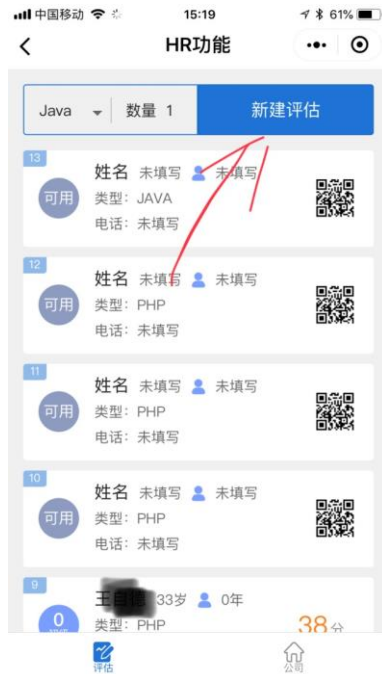 中国移动 15:19 61%
HR功能
Java 数量 1 新建评估
13
可用 姓名 未填写 未填写
类型: JAVA
电话: 未填写
12
可用 姓名 未填写 未填写
类型: PHP
电话: 未填写
11
可用 姓名 未填写 未填写
类型: PHP
电话: 未填写
10
可用 姓名 未填写 未填写
类型: PHP
电话: 未填写
9
王 33岁 0年
0 类型: PHP 38分
评估 公司